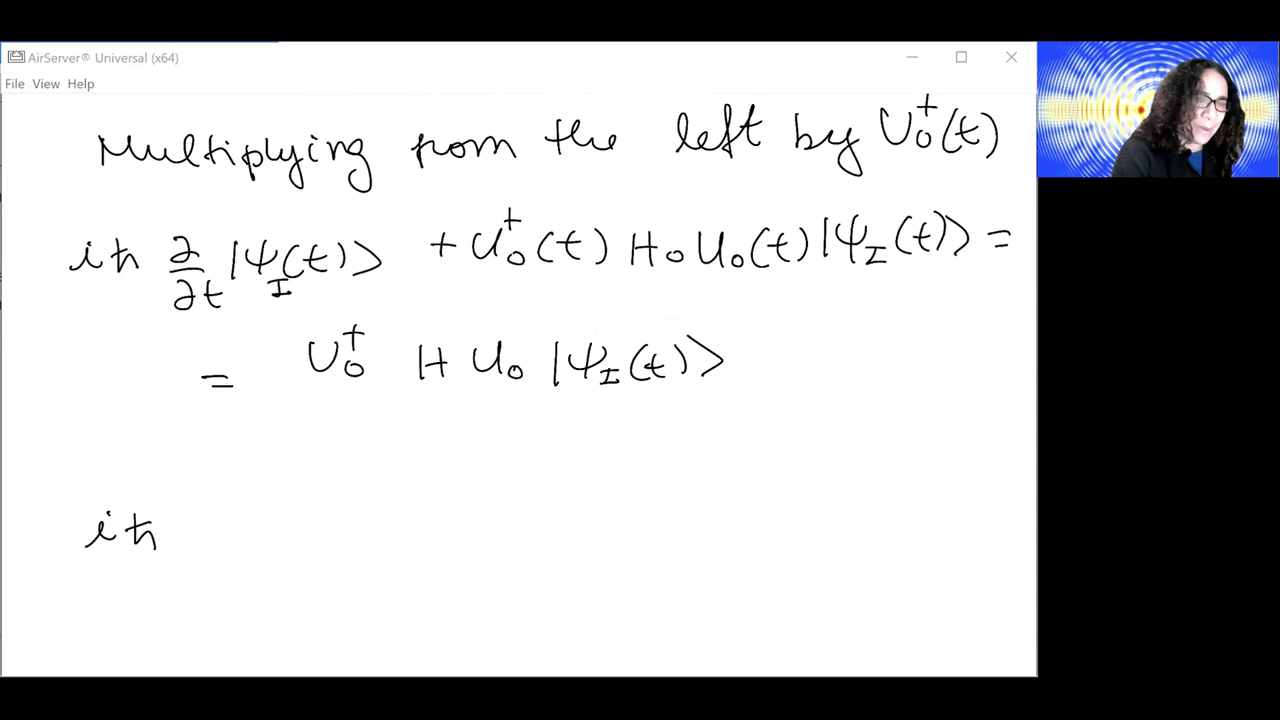 AirServer® Universal (x64)
File View Help
Multiplying from the left by U₀†(t)
iħ ∂/∂t |Ψ_I(t)> + U₀†(t) H₀ U₀(t) |Ψ_I(t)> =
= U₀† H U₀ |Ψ_I(t)>
iħ